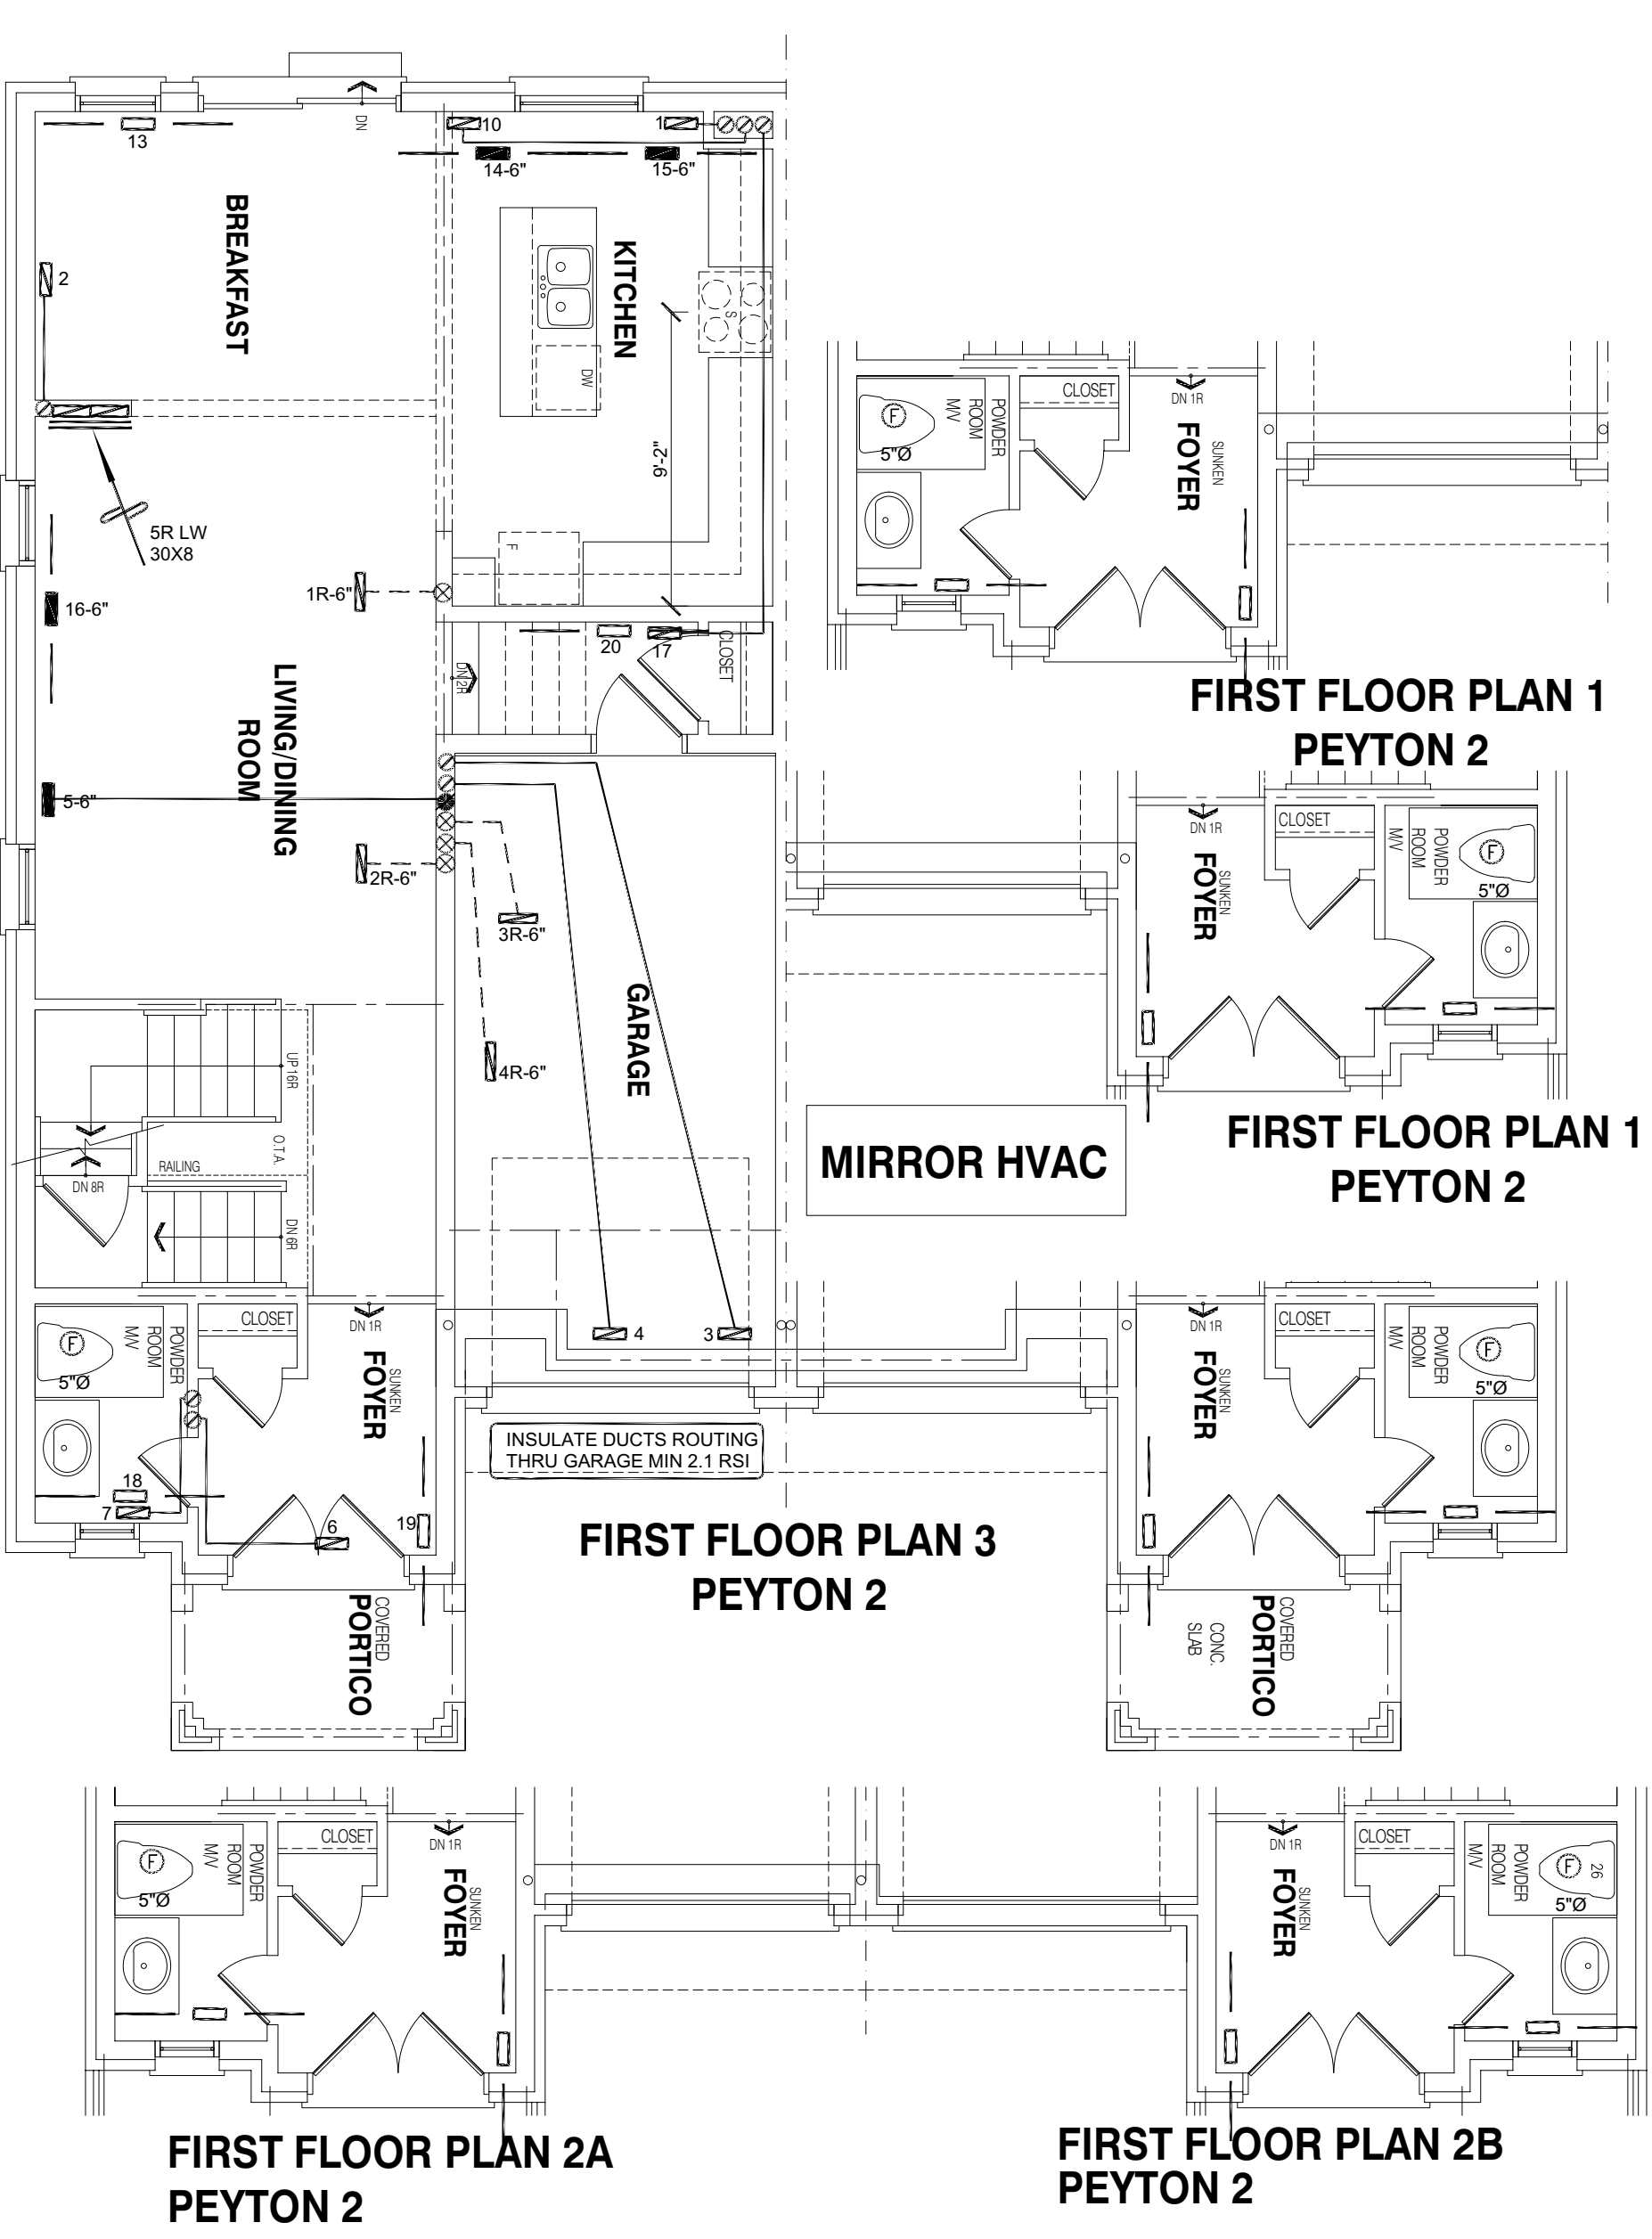 DN
10
1
13
14-6"
15-6"
BREAKFAST
KITCHEN
2
S
DW
9'-2"
5R LW
30X8
F
1R-6"
16-6"
20
17
CLOSET
DN 2R
LIVING/DINING
ROOM
5-6"
2R-6"
3R-6"
4R-6"
GARAGE
UP 16R
O.T.A.
RAILING
DN 8R
DN 6R
4
3
CLOSET
DN 1R
F
POWDER
ROOM
M/V
5"Ø
SUNKEN
FOYER
18
7
6
19
INSULATE DUCTS ROUTING
THRU GARAGE MIN 2.1 RSI
FIRST FLOOR PLAN 3
PEYTON 2
COVERED
PORTICO
CLOSET
DN 1R
F
POWDER
ROOM
M/V
5"Ø
SUNKEN
FOYER
FIRST FLOOR PLAN 1
PEYTON 2
DN 1R
CLOSET
F
POWDER
ROOM
M/V
5"Ø
SUNKEN
FOYER
FIRST FLOOR PLAN 1
PEYTON 2
MIRROR HVAC
DN 1R
CLOSET
F
POWDER
ROOM
M/V
5"Ø
SUNKEN
FOYER
COVERED
PORTICO
CONC.
SLAB
CLOSET
DN 1R
F
POWDER
ROOM
M/V
5"Ø
SUNKEN
FOYER
FIRST FLOOR PLAN 2A
PEYTON 2
DN 1R
CLOSET
F
26
POWDER
ROOM
M/V
5"Ø
SUNKEN
FOYER
FIRST FLOOR PLAN 2B
PEYTON 2